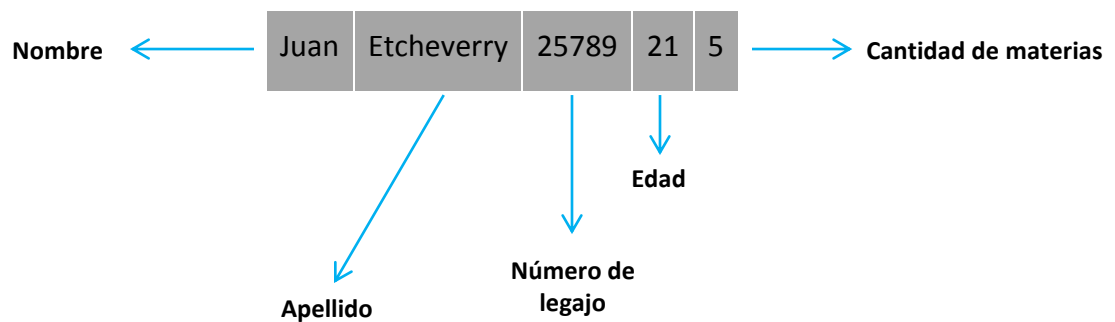 Nombre
Juan Etcheverry 25789 21 5
Cantidad de materias
Edad
Número de
legajo
Apellido